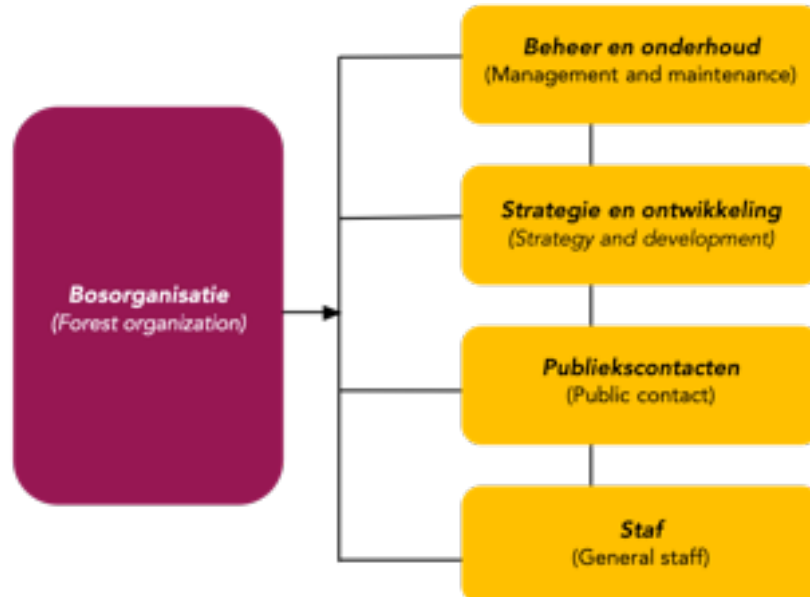 Bosorganisatie
(Forest organization)
Beheer en onderhoud
(Management and maintenance)
Strategie en ontwikkeling
(Strategy and development)
Publiekscontacten
(Public contact)
Staf
(General staff)